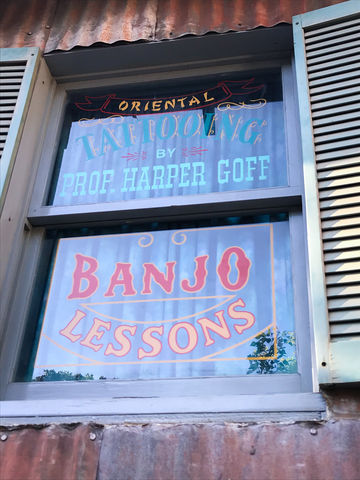 ORIENTAL
TATTOOING
BY
PROF. HARPER GOFF
BANJO
LESSONS